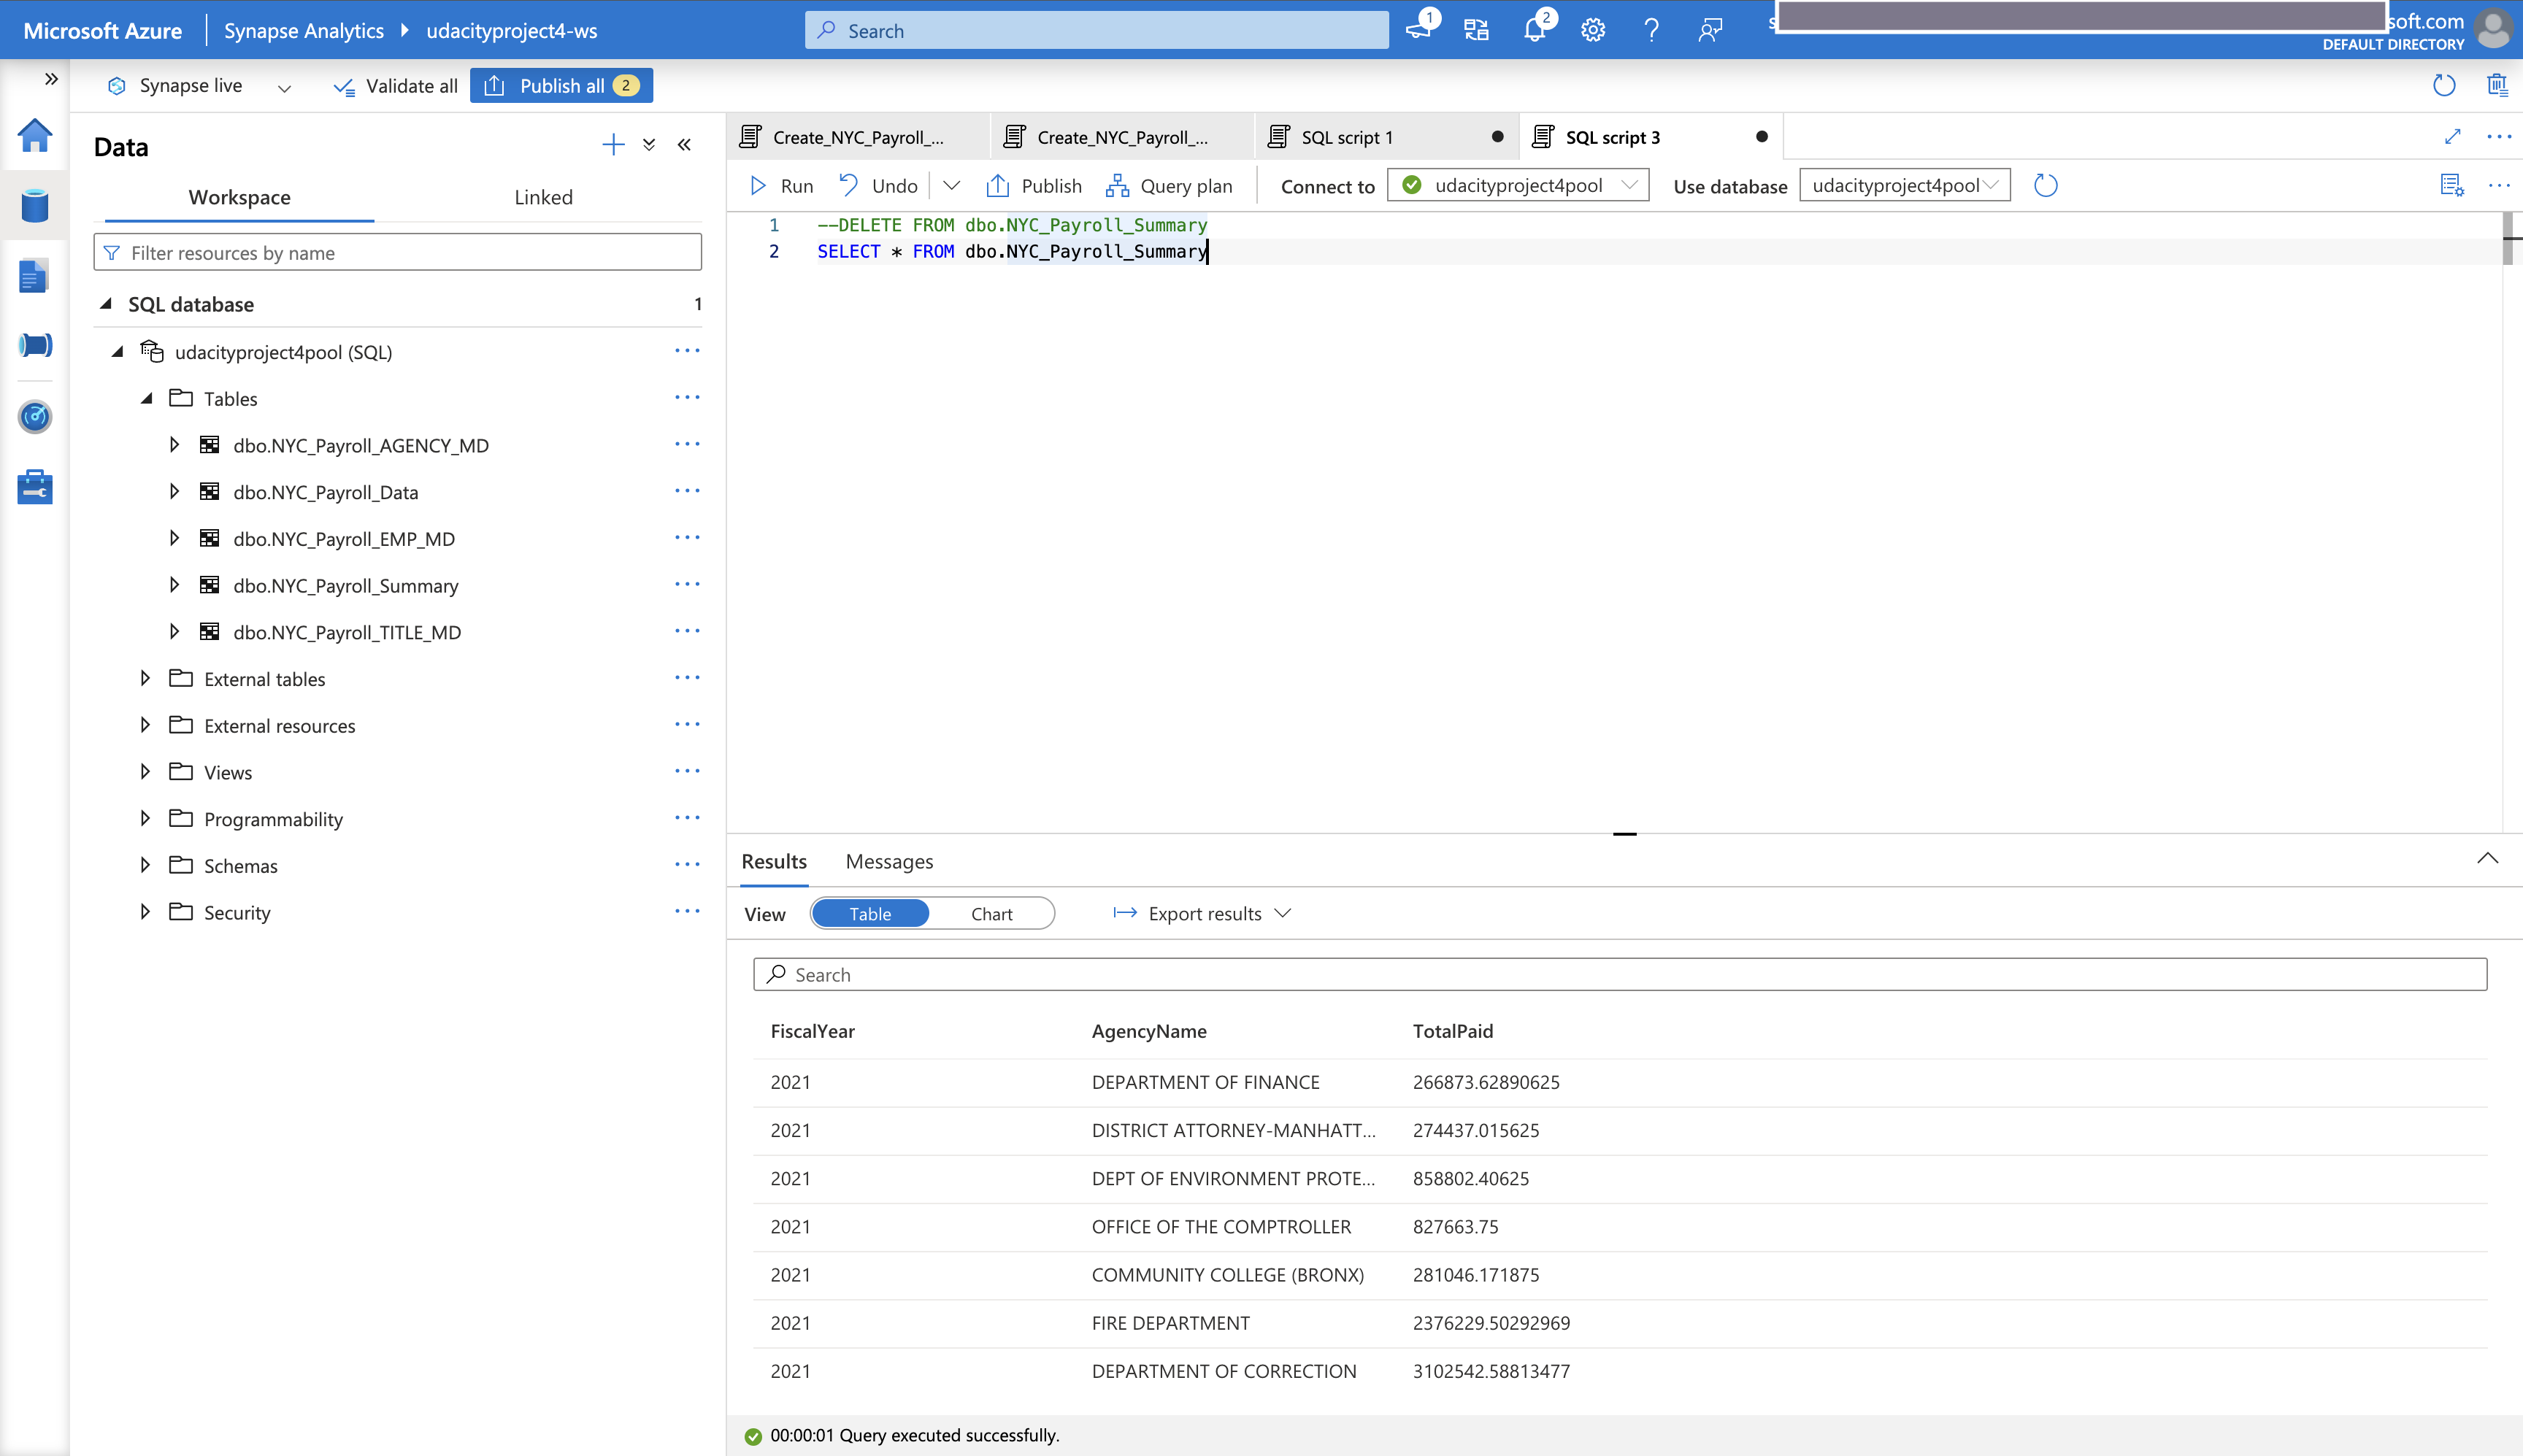 Microsoft Azure Synapse Analytics udacityproject4-ws Search 1 2 soft.com
DEFAULT DIRECTORY
Synapse live Validate all Publish all 2
Data
Workspace Linked
Filter resources by name
SQL database 1
udacityproject4pool (SQL)
Tables
dbo.NYC_Payroll_AGENCY_MD
dbo.NYC_Payroll_Data
dbo.NYC_Payroll_EMP_MD
dbo.NYC_Payroll_Summary
dbo.NYC_Payroll_TITLE_MD
External tables
External resources
Views
Programmability
Schemas
Security
Create_NYC_Payroll_... Create_NYC_Payroll_... SQL script 1 SQL script 3
Run Undo Publish Query plan Connect to udacityproject4pool Use database udacityproject4pool
1 --DELETE FROM dbo.NYC_Payroll_Summary
2 SELECT * FROM dbo.NYC_Payroll_Summary
Results Messages
View Table Chart Export results
Search
FiscalYear AgencyName TotalPaid
2021 DEPARTMENT OF FINANCE 266873.62890625
2021 DISTRICT ATTORNEY-MANHATT... 274437.015625
2021 DEPT OF ENVIRONMENT PROTE... 858802.40625
2021 OFFICE OF THE COMPTROLLER 827663.75
2021 COMMUNITY COLLEGE (BRONX) 281046.171875
2021 FIRE DEPARTMENT 2376229.50292969
2021 DEPARTMENT OF CORRECTION 3102542.58813477
00:00:01 Query executed successfully.